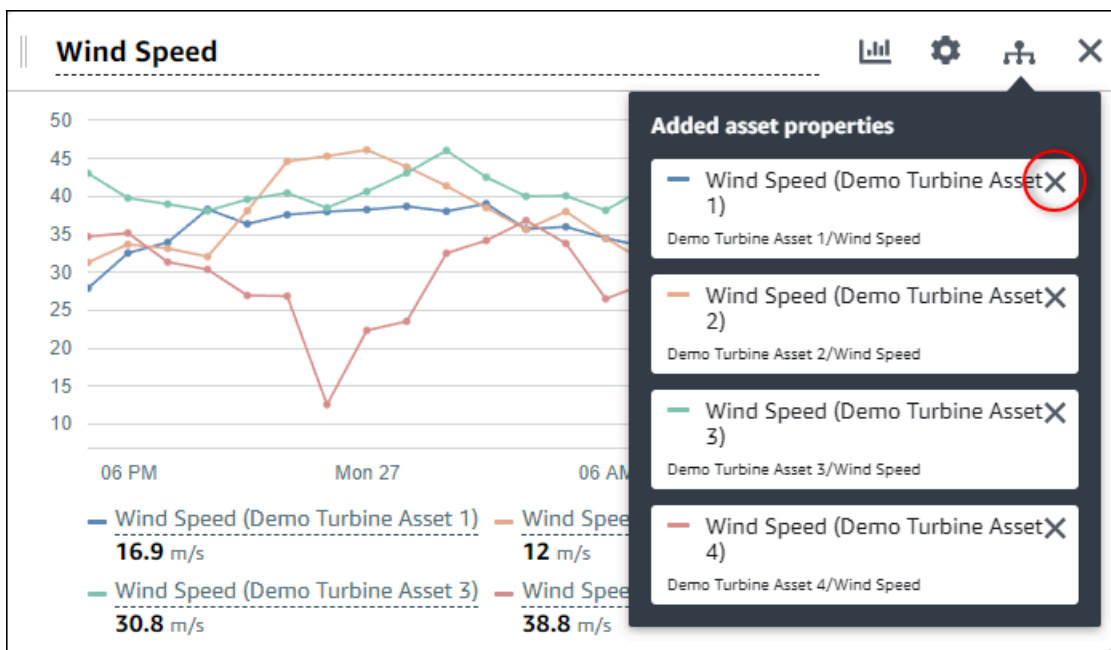 Wind Speed
Added asset properties
Wind Speed (Demo Turbine Asset
1)
Demo Turbine Asset 1/Wind Speed
Wind Speed (Demo Turbine Asset
2)
Demo Turbine Asset 2/Wind Speed
Wind Speed (Demo Turbine Asset
3)
Demo Turbine Asset 3/Wind Speed
Wind Speed (Demo Turbine Asset
4)
Demo Turbine Asset 4/Wind Speed
50
45
40
35
30
25
20
15
10
06 PM Mon 27 06 AM
Wind Speed (Demo Turbine Asset 1) Wind Spee
16.9 m/s 12 m/s
Wind Speed (Demo Turbine Asset 3) Wind Spee
30.8 m/s 38.8 m/s